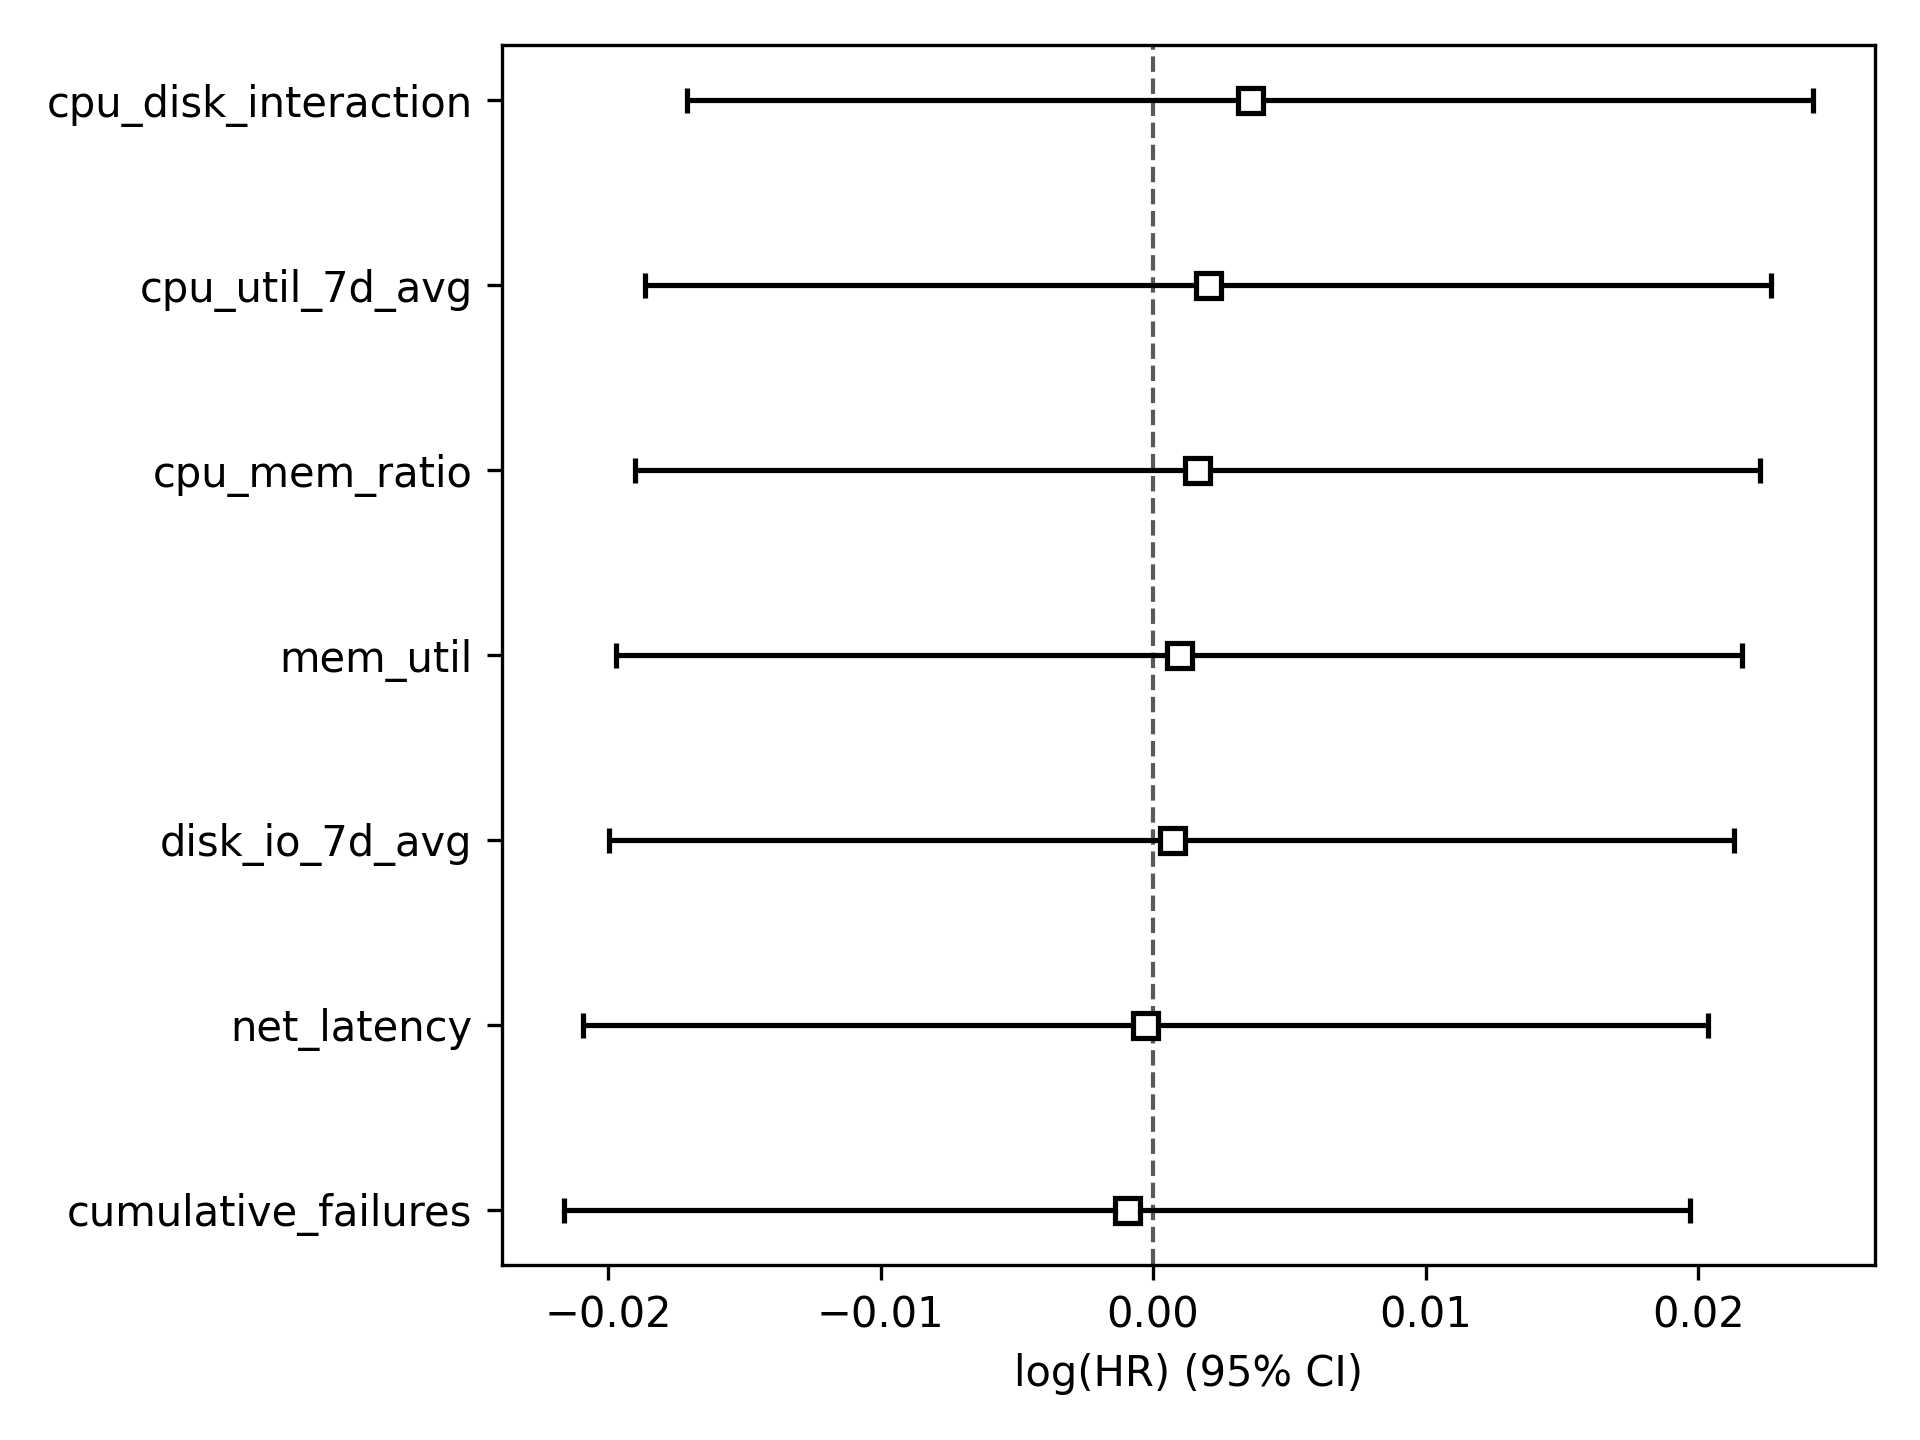 cpu_disk_interaction
cpu_util_7d_avg
cpu_mem_ratio
mem_util
disk_io_7d_avg
net_latency
cumulative_failures
−0.02 −0.01 0.00 0.01 0.02
log(HR) (95% CI)